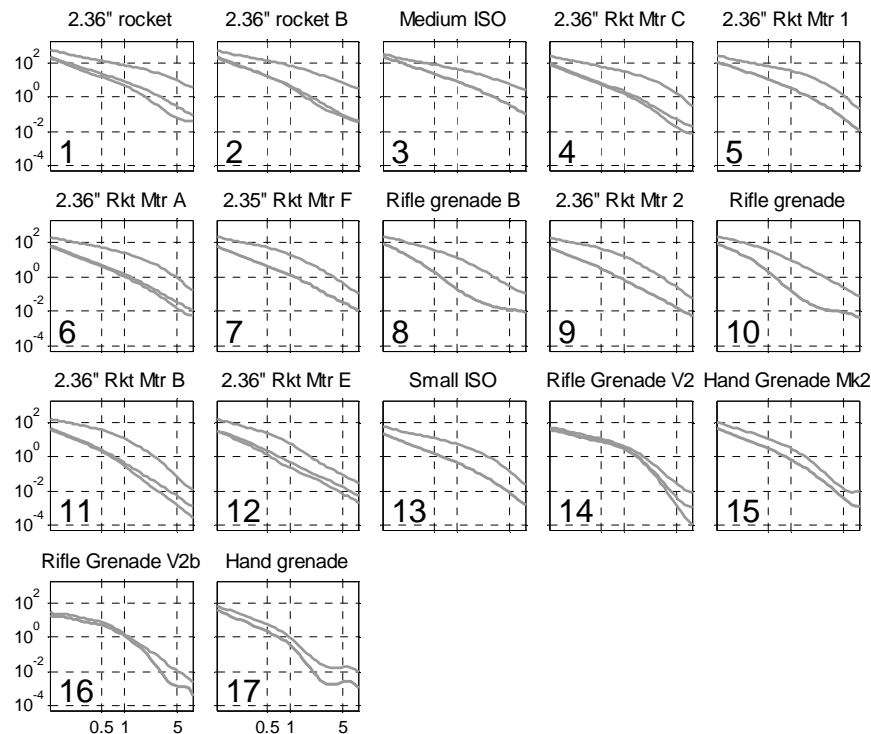 2.36" rocket 2.36" rocket B Medium ISO 2.36" Rkt Mtr C 2.36" Rkt Mtr 1
10^2
10^0
10^-2
10^-4
1 2 3 4 5
2.36" Rkt Mtr A 2.35" Rkt Mtr F Rifle grenade B 2.36" Rkt Mtr 2 Rifle grenade
10^2
10^0
10^-2
10^-4
6 7 8 9 10
2.36" Rkt Mtr B 2.36" Rkt Mtr E Small ISO Rifle Grenade V2 Hand Grenade Mk2
10^2
10^0
10^-2
10^-4
11 12 13 14 15
Rifle Grenade V2b Hand grenade
10^2
10^0
10^-2
10^-4
16 17
0.5 1 5 0.5 1 5